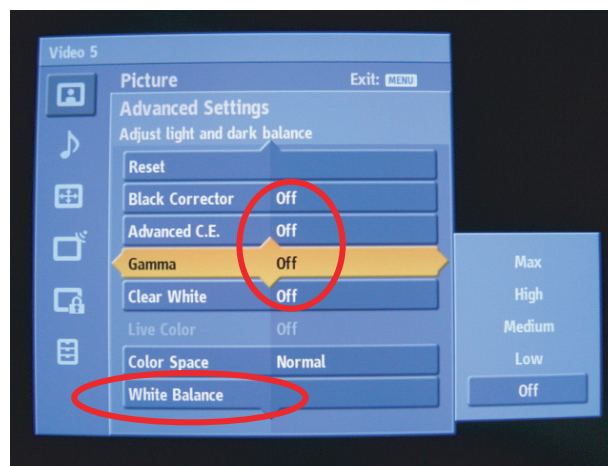 Video 5
Picture Exit: MENU
Advanced Settings
Adjust light and dark balance
Reset
Black Corrector Off
Advanced C.E. Off
Gamma Off
Clear White Off
Live Color Off
Color Space Normal
White Balance
Max
High
Medium
Low
Off